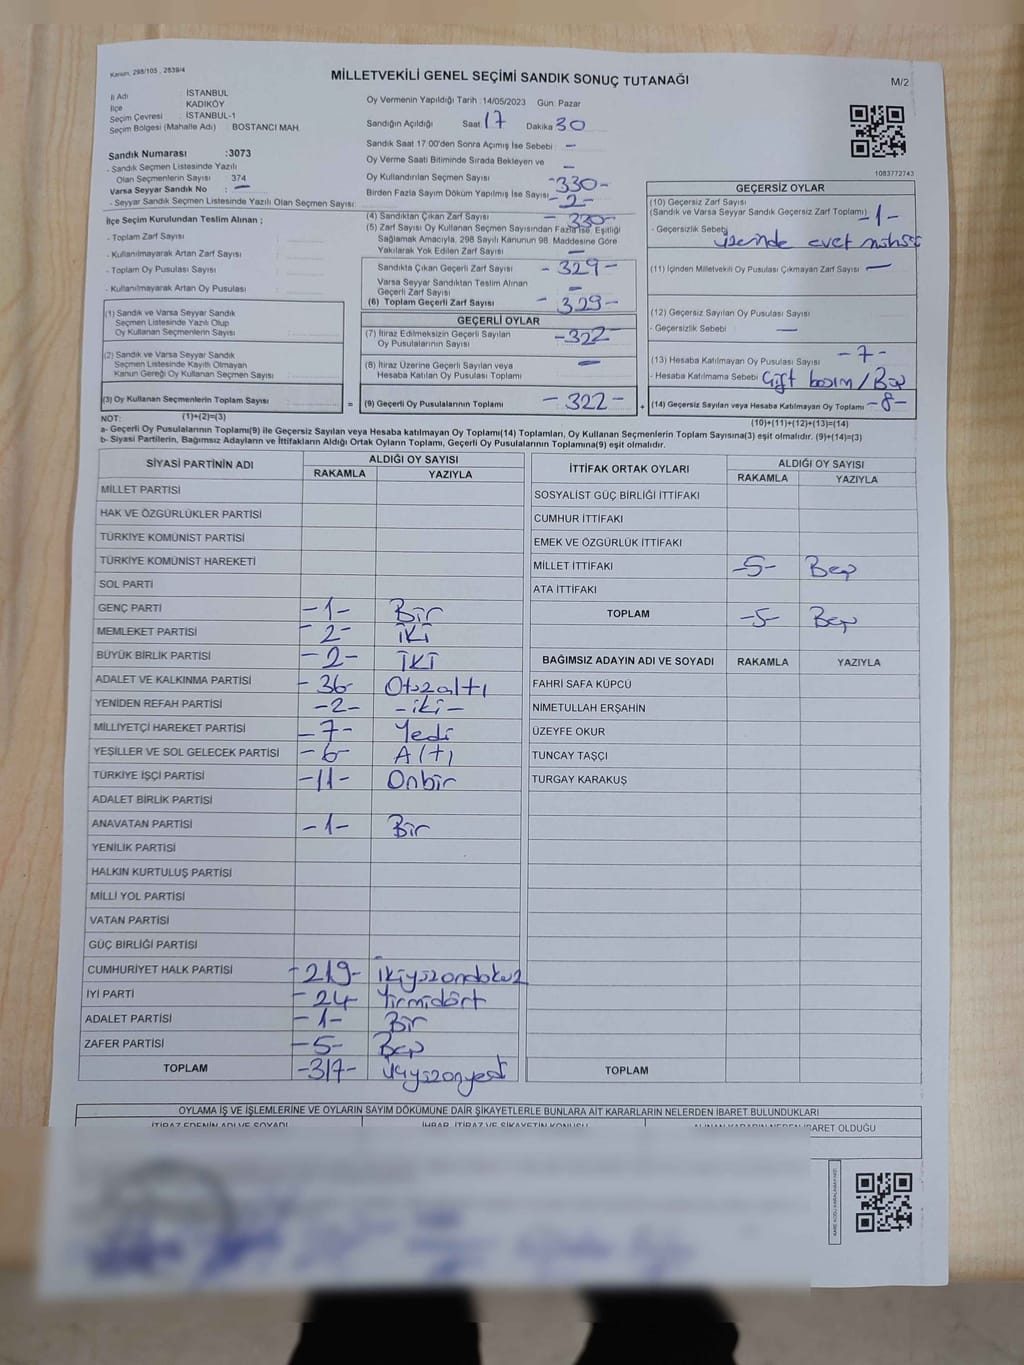 Kanun, 298/105 , 2839/4
MİLLETVEKİLİ GENEL SEÇİMİ SANDIK SONUÇ TUTANAĞI
M/2
İl Adı İSTANBUL
İlçe KADIKÖY
Seçim Çevresi İSTANBUL-1
Seçim Bölgesi (Mahalle Adı) BOSTANCI MAH.
Oy Vermenin Yapıldığı Tarih :14/05/2023 Gün: Pazar
Sandığın Açıldığı Saat 17 Dakika 30
Sandık Saat 17:00'den Sonra Açmış İse Sebebi : -
Oy Verme Saati Bitiminde Sırada Bekleyen ve -
Oy Kullandırılan Seçmen Sayısı -330-
Birden Fazla Sayım Döküm Yapılmış İse Sayısı -2-
1083772743
Sandık Numarası :3073
- Sandık Seçmen Listesinde Yazılı
Olan Seçmenlerin Sayısı 374
Varsa Seyyar Sandık No : -
- Seyyar Sandık Seçmen Listesinde Yazılı Olan Seçmen Sayısı
İlçe Seçim Kurulundan Teslim Alınan ;
- Toplam Zarf Sayısı
- Kullanılmayarak Artan Zarf Sayısı
- Toplam Oy Pusulası Sayısı
- Kullanılmayarak Artan Oy Pusulası
(1) Sandık ve Varsa Seyyar Sandık
Seçmen Listesinde Yazılı Olup
Oy Kullanan Seçmenlerin Sayısı
(2) Sandık ve Varsa Seyyar Sandık
Seçmen Listesinde Kayıtlı Olmayan
Kanun Gereği Oy Kullanan Seçmen Sayısı
(3) Oy Kullanan Seçmenlerin Toplam Sayısı =
(4) Sandıktan Çıkan Zarf Sayısı -330-
(5) Zarf Sayısı Oy Kullanan Seçmen Sayısından Fazla ise, Eşitliği
Sağlamak Amacıyla, 298 Sayılı Kanunun 98. Maddesine Göre
Yakılarak Yok Edilen Zarf Sayısı -
Sandıkta Çıkan Geçerli Zarf Sayısı -329-
Varsa Seyyar Sandıktan Teslim Alınan
Geçerli Zarf Sayısı -
(6) Toplam Geçerli Zarf Sayısı -329-
GEÇERLİ OYLAR
(7) İtiraz Edilmeksizin Geçerli Sayılan
Oy Pusulalarının Sayısı -322-
(8) İtiraz Üzerine Geçerli Sayılan veya
Hesaba Katılan Oy Pusulası Toplamı -
(9) Geçerli Oy Pusulalarının Toplamı -322- +
GEÇERSİZ OYLAR
(10) Geçersiz Zarf Sayısı
(Sandık ve Varsa Seyyar Sandık Geçersiz Zarf Toplamı) -1-
- Geçersizlik Sebebi
üzerinde evet mührü
(11) İçinden Milletvekili Oy Pusulası Çıkmayan Zarf Sayısı -
(12) Geçersiz Sayılan Oy Pusulası Sayısı
- Geçersizlik Sebebi -
(13) Hesaba Katılmayan Oy Pusulası Sayısı -7-
- Hesaba Katılmama Sebebi Çift basım/Boş
(14) Geçersiz Sayılan veya Hesaba Katılmayan Oy Toplamı -8-
NOT: (1)+(2)=(3)
(10)+(11)+(12)+(13)=(14)
a- Geçerli Oy Pusulalarının Toplamı(9) ile Geçersiz Sayılan veya Hesaba katılmayan Oy Toplamı(14) Toplamları, Oy Kullanan Seçmenlerin Toplam Sayısına(3) eşit olmalıdır. (9)+(14)=(3)
b- Siyasi Partilerin, Bağımsız Adayların ve İttifakların Aldığı Ortak Oyların Toplamı, Geçerli Oy Pusulalarının Toplamına(9) eşit olmalıdır.
SİYASİ PARTİNİN ADI ALDIĞI OY SAYISI
RAKAMLA YAZIYLA
MİLLET PARTİSİ
HAK VE ÖZGÜRLÜKLER PARTİSİ
TÜRKİYE KOMÜNİST PARTİSİ
TÜRKİYE KOMÜNİST HAREKETİ
SOL PARTİ
GENÇ PARTİ -1- Bir
MEMLEKET PARTİSİ -2- iki
BÜYÜK BİRLİK PARTİSİ -2- İKİ
ADALET VE KALKINMA PARTİSİ -36- Otuzaltı
YENİDEN REFAH PARTİSİ -2- -iki-
MİLLİYETÇİ HAREKET PARTİSİ -7- Yedi
YEŞİLLER VE SOL GELECEK PARTİSİ -6- Altı
TÜRKİYE İŞÇİ PARTİSİ -11- Onbir
ADALET BİRLİK PARTİSİ
ANAVATAN PARTİSİ -1- Bir
YENİLİK PARTİSİ
HALKIN KURTULUŞ PARTİSİ
MİLLİ YOL PARTİSİ
VATAN PARTİSİ
GÜÇ BİRLİĞİ PARTİSİ
CUMHURİYET HALK PARTİSİ -219- ikiyüzondokuz
İYİ PARTİ -24- Yirmidört
ADALET PARTİSİ -1- Bir
ZAFER PARTİSİ -5- Beş
TOPLAM -317- Üçyüzonyedi
İTTİFAK ORTAK OYLARI ALDIĞI OY SAYISI
RAKAMLA YAZIYLA
SOSYALİST GÜÇ BİRLİĞİ İTTİFAKI
CUMHUR İTTİFAKI
EMEK VE ÖZGÜRLÜK İTTİFAKI
MİLLET İTTİFAKI -5- Beş
ATA İTTİFAKI
TOPLAM -5- Beş
BAĞIMSIZ ADAYIN ADI VE SOYADI RAKAMLA YAZIYLA
FAHRİ SAFA KÜPCÜ
NİMETULLAH ERŞAHİN
ÜZEYFE OKUR
TUNCAY TAŞÇI
TURGAY KARAKUŞ
TOPLAM
OYLAMA İŞ VE İŞLEMLERİNE VE OYLARIN SAYIM DÖKÜMÜNE DAİR ŞİKAYETLERLE BUNLARA AİT KARARLARIN NELERDEN İBARET BULUNDUKLARI
İTİRAZ EDENİN ADI VE SOYADI İHBAR, İTİRAZ VE ŞİKAYETİN KONUSU ALINAN KARARIN NEDEN İBARET OLDUĞU